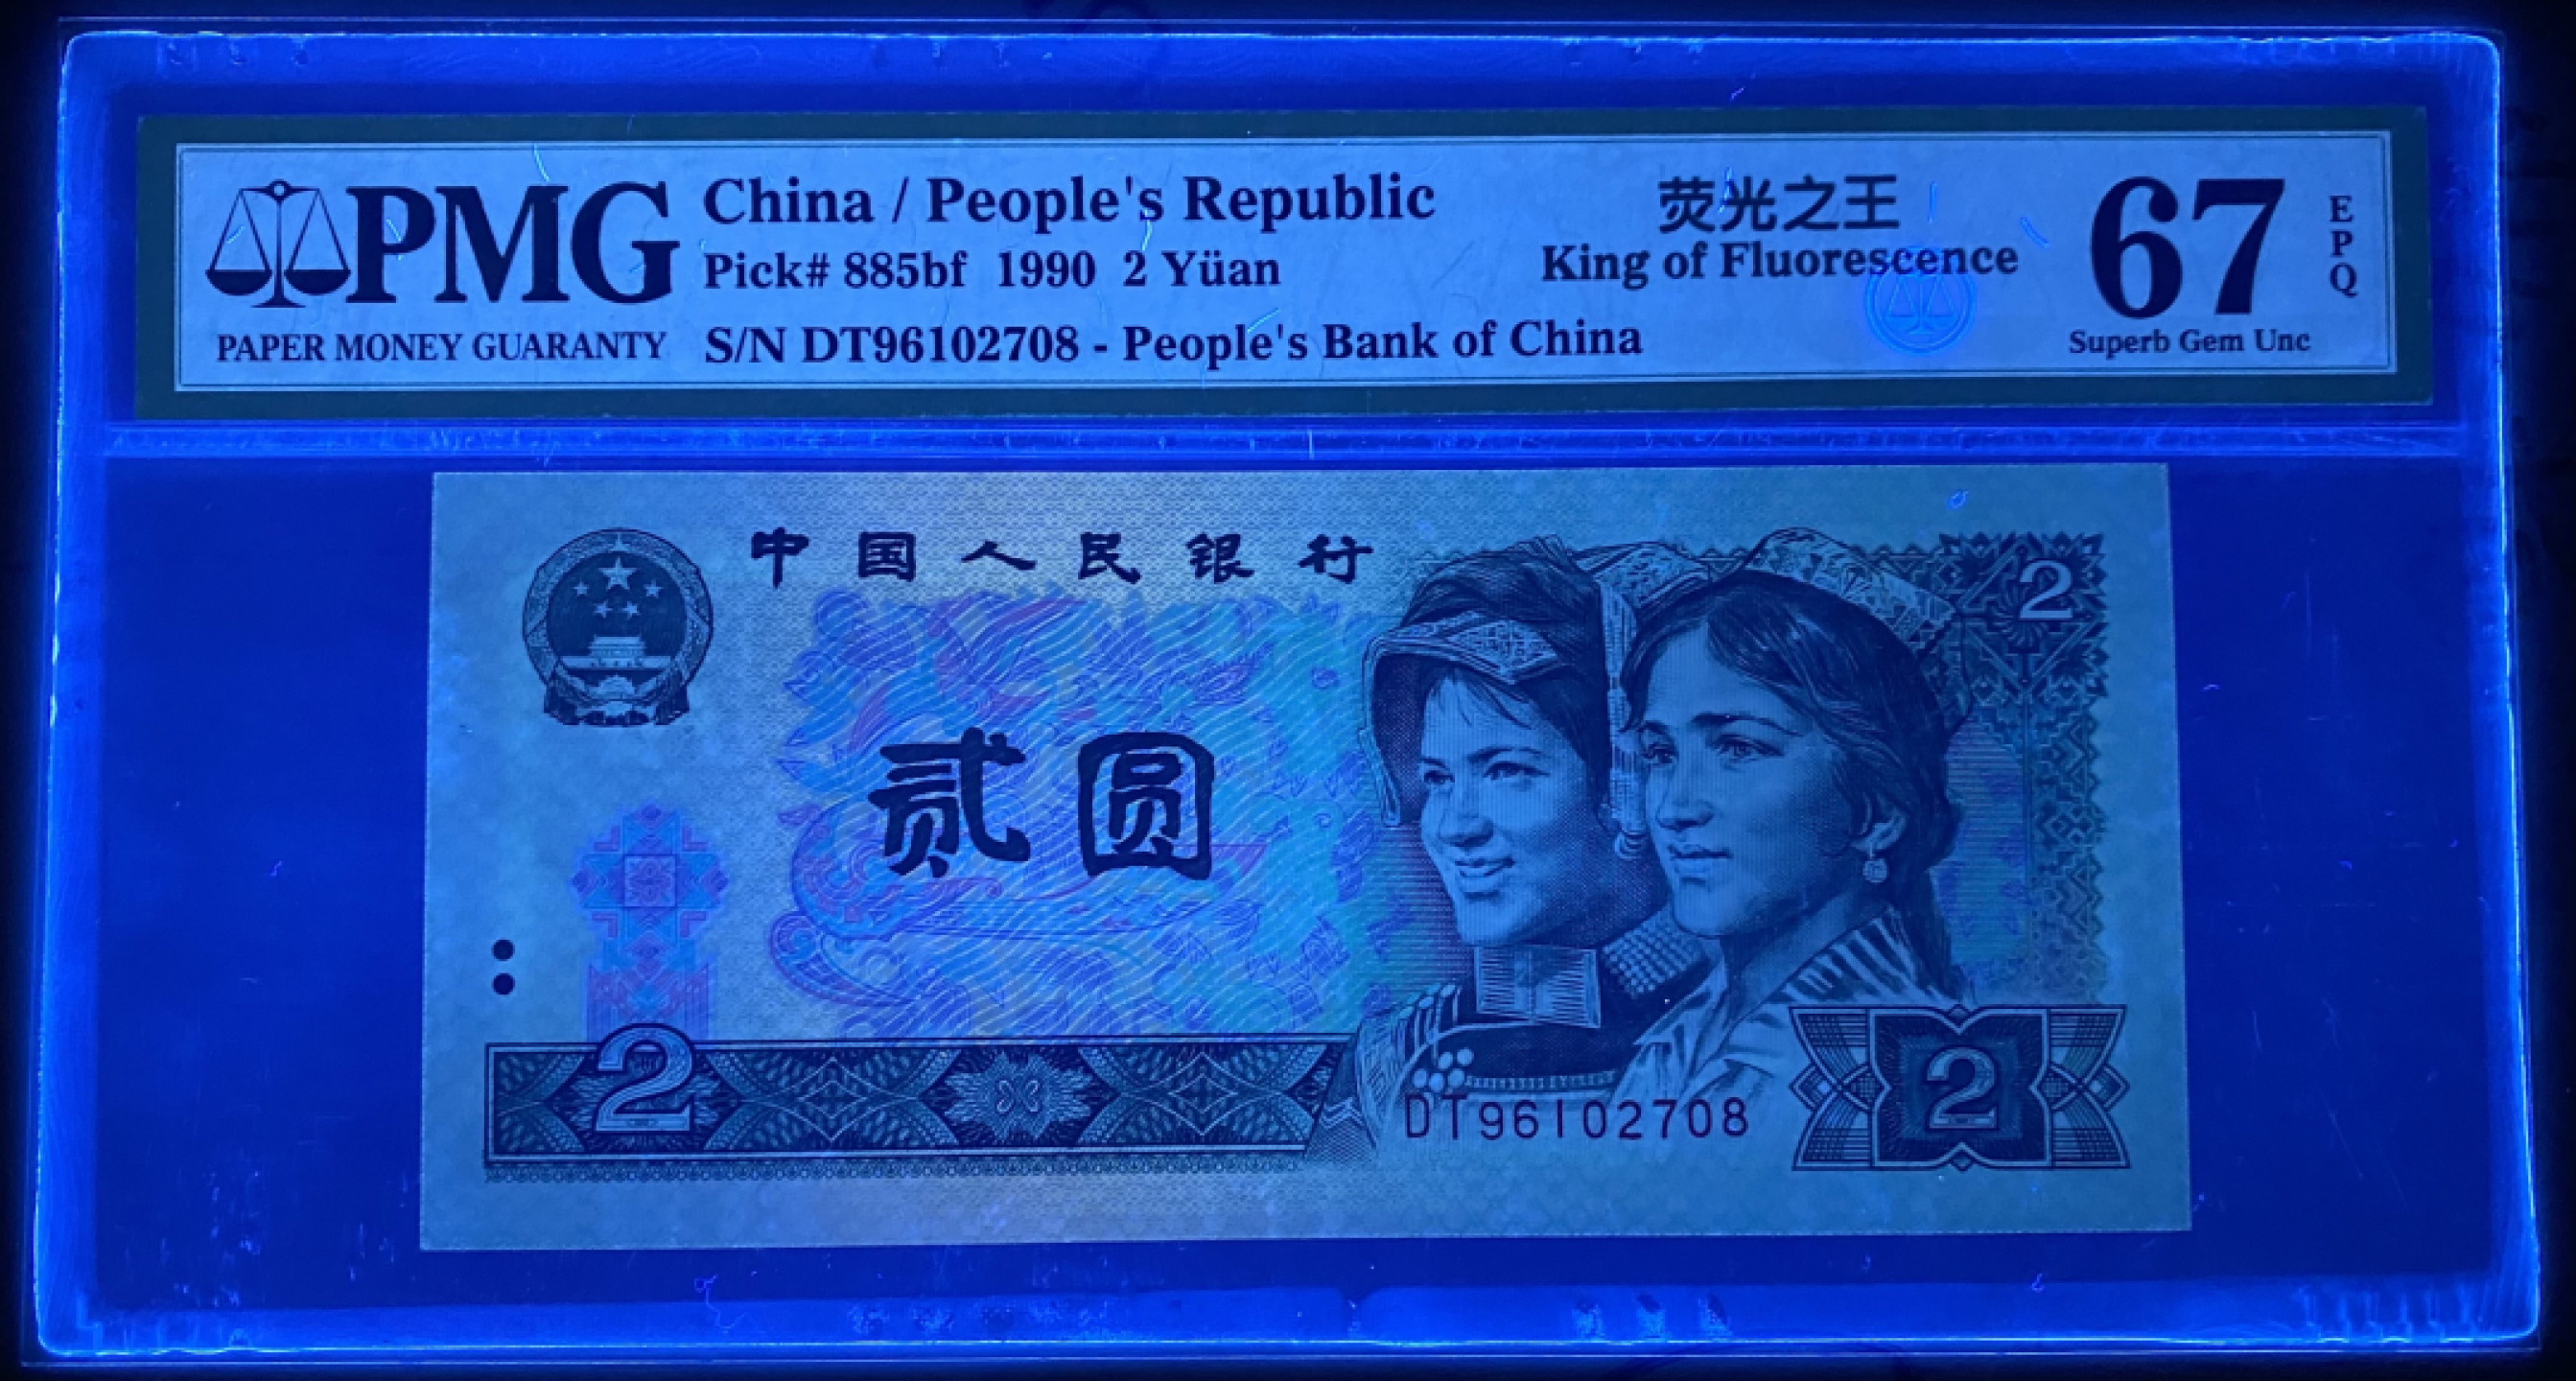 PMG
PAPER MONEY GUARANTY
China / People's Republic
Pick# 885bf 1990 2 Yüan
S/N DT96102708 - People's Bank of China
荧光之王
King of Fluorescence
67
EPQ
Superb Gem Unc
中国人民银行
2
贰圆
2
DT96102708
2